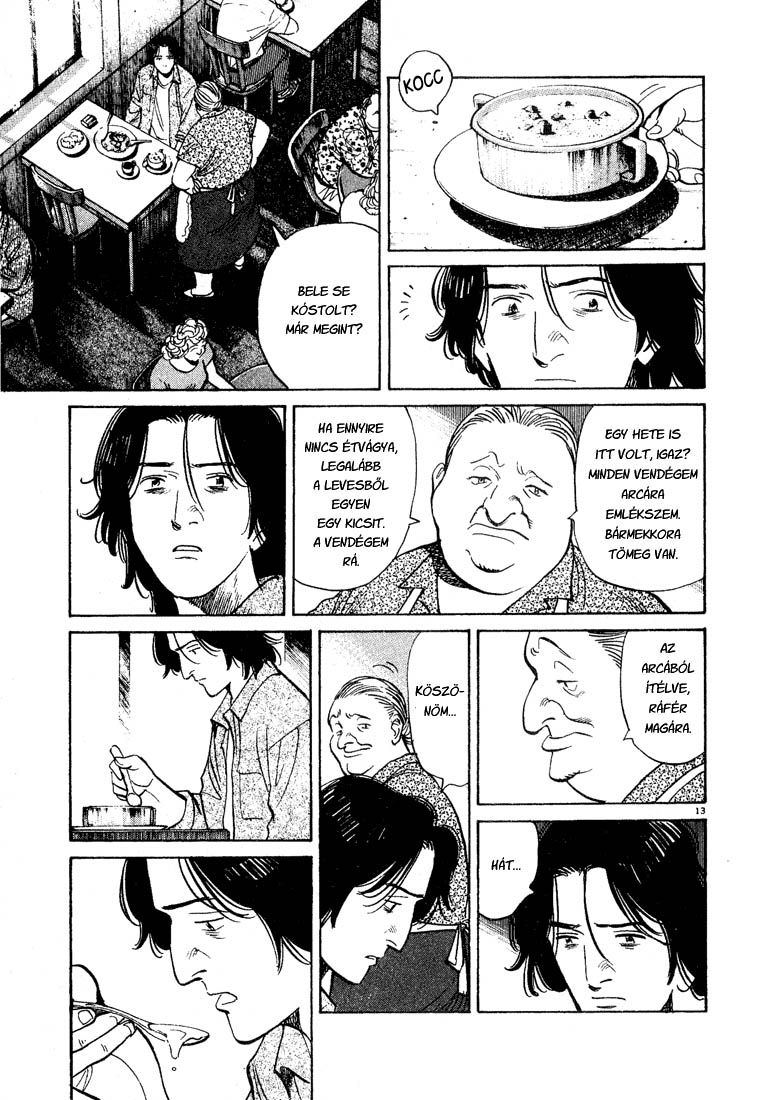 KOCC
BELE SE
KÓSTOLT?
MÁR MEGINT?
EGY HETE IS
ITT VOLT, IGAZ?
MINDEN VENDÉGEM
ARCÁRA
EMLÉKSZEM.
BÁRMEKKORA
TÖMEG VAN.
HA ENNYIRE
NINCS ÉTVÁGYA,
LEGALÁBB
A LEVESBŐL
EGYEN
EGY KICSIT.
A VENDÉGEM
RÁ.
AZ
ARCÁBÓL
ÍTÉLVE,
RÁFÉR
MAGÁRA.
13
HÁT...
KÖSZÖ-
NÖM...